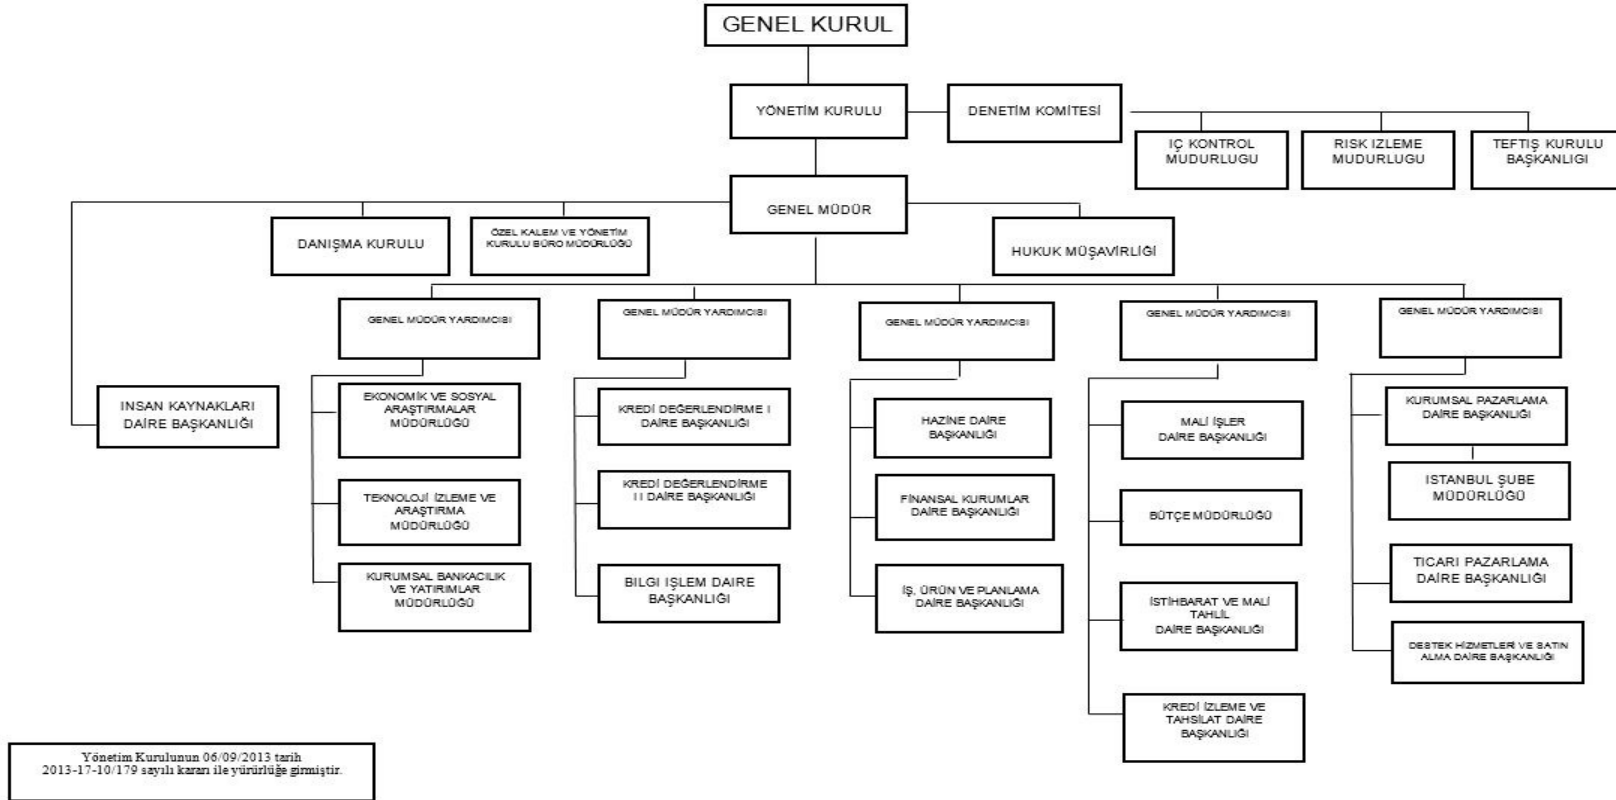 GENEL KURUL
YÖNETİM KURULU
DENETİM KOMİTESİ
IÇ KONTROL
MUDURLUGU
RISK IZLEME
MUDURLUGU
TEFTIŞ KURULU
BAŞKANLIGI
GENEL MÜDÜR
DANIŞMA KURULU
ÖZEL KALEM VE YÖNETİM
KURULU BÜRO MÜDÜRLÜĞÜ
HUKUK MÜŞAVİRLİĞİ
GENEL MÜDÜR YARDIMCISI
GENEL MÜDÜR YARDIMCISI
GENEL MÜDÜR YARDIMCISI
GENEL MÜDÜR YARDIMCISI
GENEL MÜDÜR YARDIMCISI
INSAN KAYNAKLARI
DAİRE BAŞKANLIĞI
EKONOMİK VE SOSYAL
ARAŞTIRMALAR
MÜDÜRLÜĞÜ
TEKNOLOJİ İZLEME VE
ARAŞTIRMA
MÜDÜRLÜĞÜ
KURUMSAL BANKACILIK
VE YATIRIMLAR
MÜDÜRLÜĞÜ
KREDİ DEĞERLENDİRME I
DAİRE BAŞKANLIĞI
KREDİ DEĞERLENDİRME
II DAİRE BAŞKANLIĞI
BILGI IŞLEM DAIRE
BAŞKANLIĞI
HAZİNE DAİRE
BAŞKANLIĞI
FİNANSAL KURUMLAR
DAİRE BAŞKANLIĞI
İŞ, ÜRÜN VE PLANLAMA
DAİRE BAŞKANLIĞI
MALİ İŞLER
DAİRE BAŞKANLIĞI
BÜTÇE MÜDÜRLÜĞÜ
İSTİHBARAT VE MALİ
TAHLİL
DAİRE BAŞKANLIĞI
KREDİ İZLEME VE
TAHSİLAT DAİRE
BAŞKANLIĞI
KURUMSAL PAZARLAMA
DAİRE BAŞKANLIĞI
ISTANBUL ŞUBE
MÜDÜRLÜĞÜ
TICARI PAZARLAMA
DAİRE BAŞKANLIĞI
DESTEK HİZMETLERİ VE SATIN
ALMA DAİRE BAŞKANLIĞI
Yönetim Kurulunun 06/09/2013 tarih
2013-17-10/179 sayılı kararı ile yürürlüğe girmiştir.